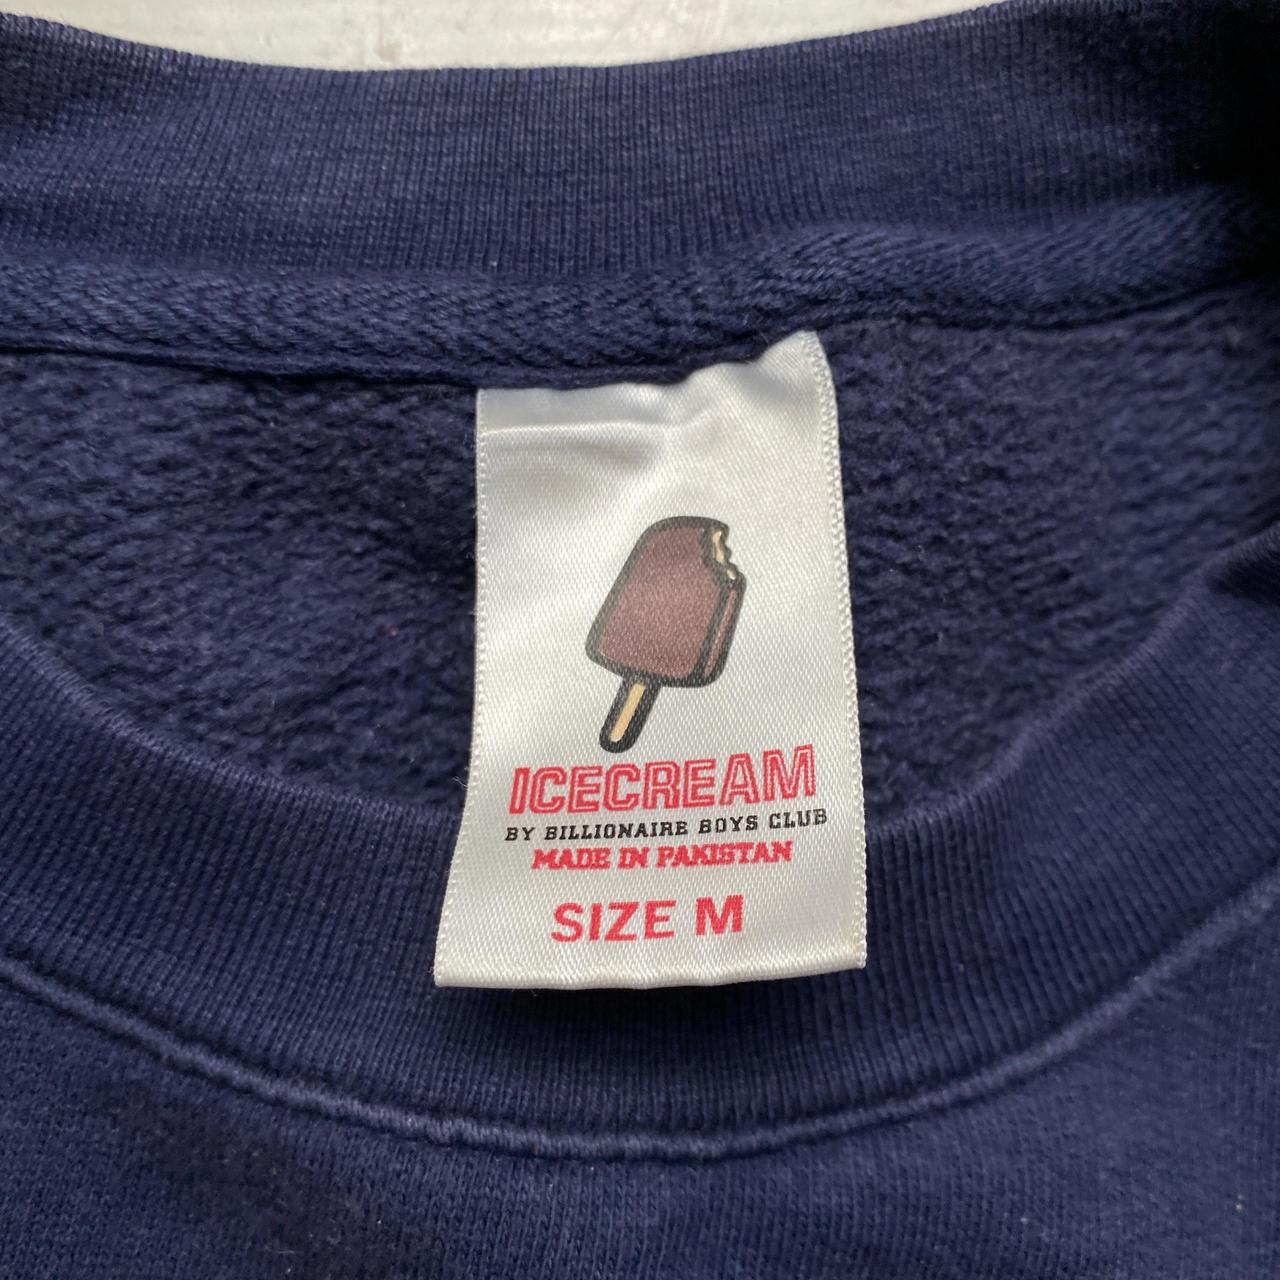 ICECREAM
BY BILLIONAIRE BOYS CLUB
MADE IN PAKISTAN
SIZE M